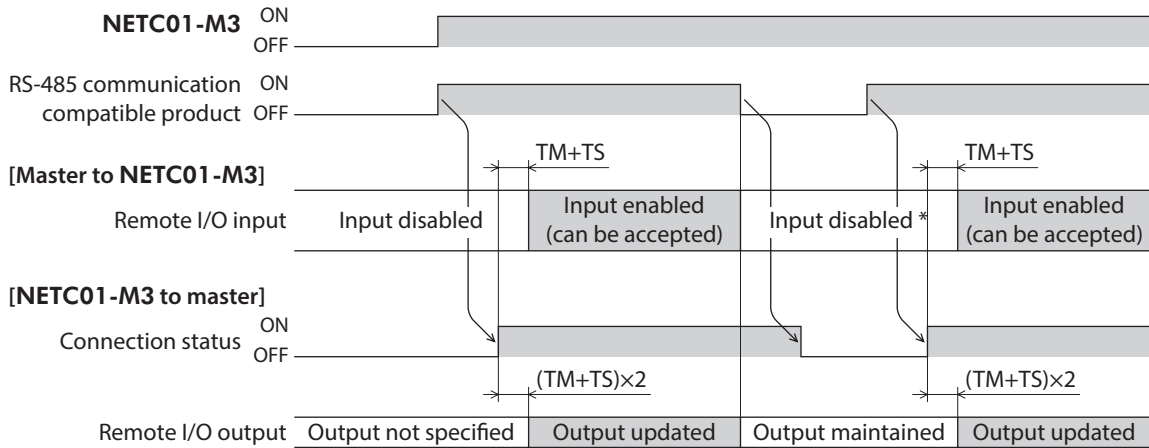 NETC01-M3 ON
OFF
RS-485 communication ON
compatible product OFF
TM+TS TM+TS
[Master to NETC01-M3]
Remote I/O input Input disabled Input enabled (can be accepted) Input disabled * Input enabled (can be accepted)
[NETC01-M3 to master]
Connection status ON
OFF
(TM+TS)×2 (TM+TS)×2
Remote I/O output Output not specified Output updated Output maintained Output updated